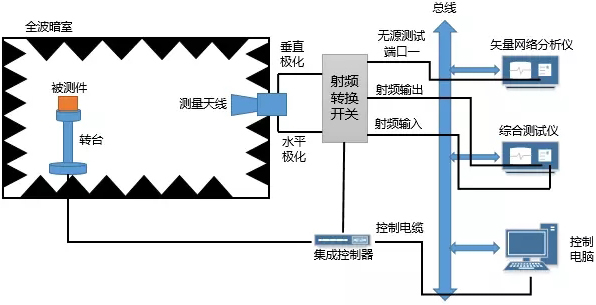 全波暗室
被测件
转台
测量天线
垂直
极化
水平
极化
射频
转换
开关
无源测试
端口一
射频输出
射频输入
总线
矢量网络分析仪
综合测试仪
集成控制器
控制电缆
控制
电脑